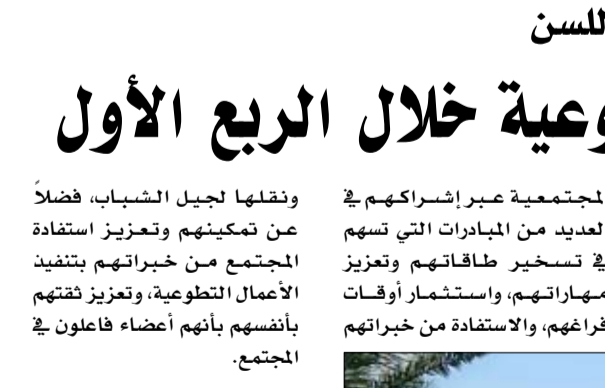 للسن
وعية خلال الربع الأول
لمجتمعية عبر إشراكهم في
لعديد من المبادرات التي تسهم
في تسخير طاقاتهم وتعزيز
مهاراتهم، واستثمار أوقات
فراغهم، والاستفادة من خبراتهم
ونقلها لجيل الشباب، فضلاً
عن تمكينهم وتعزيز استفادة
المجتمع من خبراتهم بتنفيذ
الأعمال التطوعية، وتعزيز ثقتهم
بأنفسهم بأنهم أعضاء فاعلون في
المجتمع.